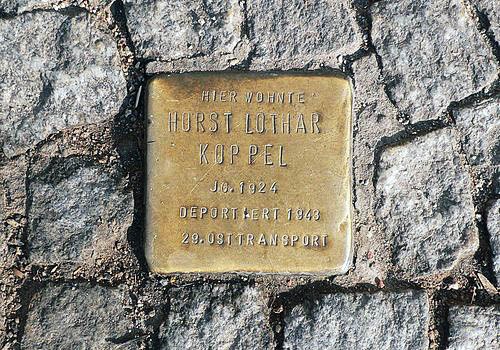 HIER WOHNTE
HORST LOTHAR
KOPPEL
JG. 1924
DEPORTIERT 1943
29. OSTTRANSPORT